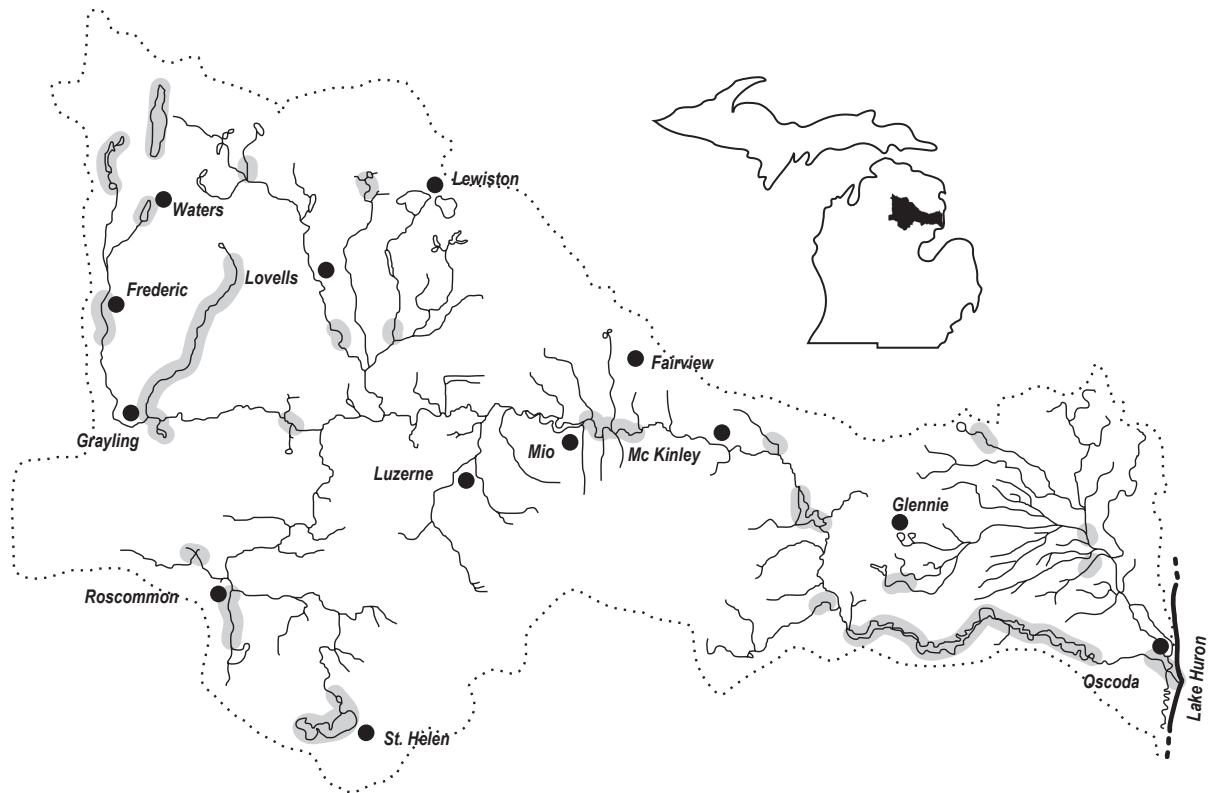 Lewiston
Waters
Lovells
Frederic
Fairview
Grayling
Mio
Mc Kinley
Luzerne
Glennie
Roscommon
Oscoda
Lake Huron
St. Helen